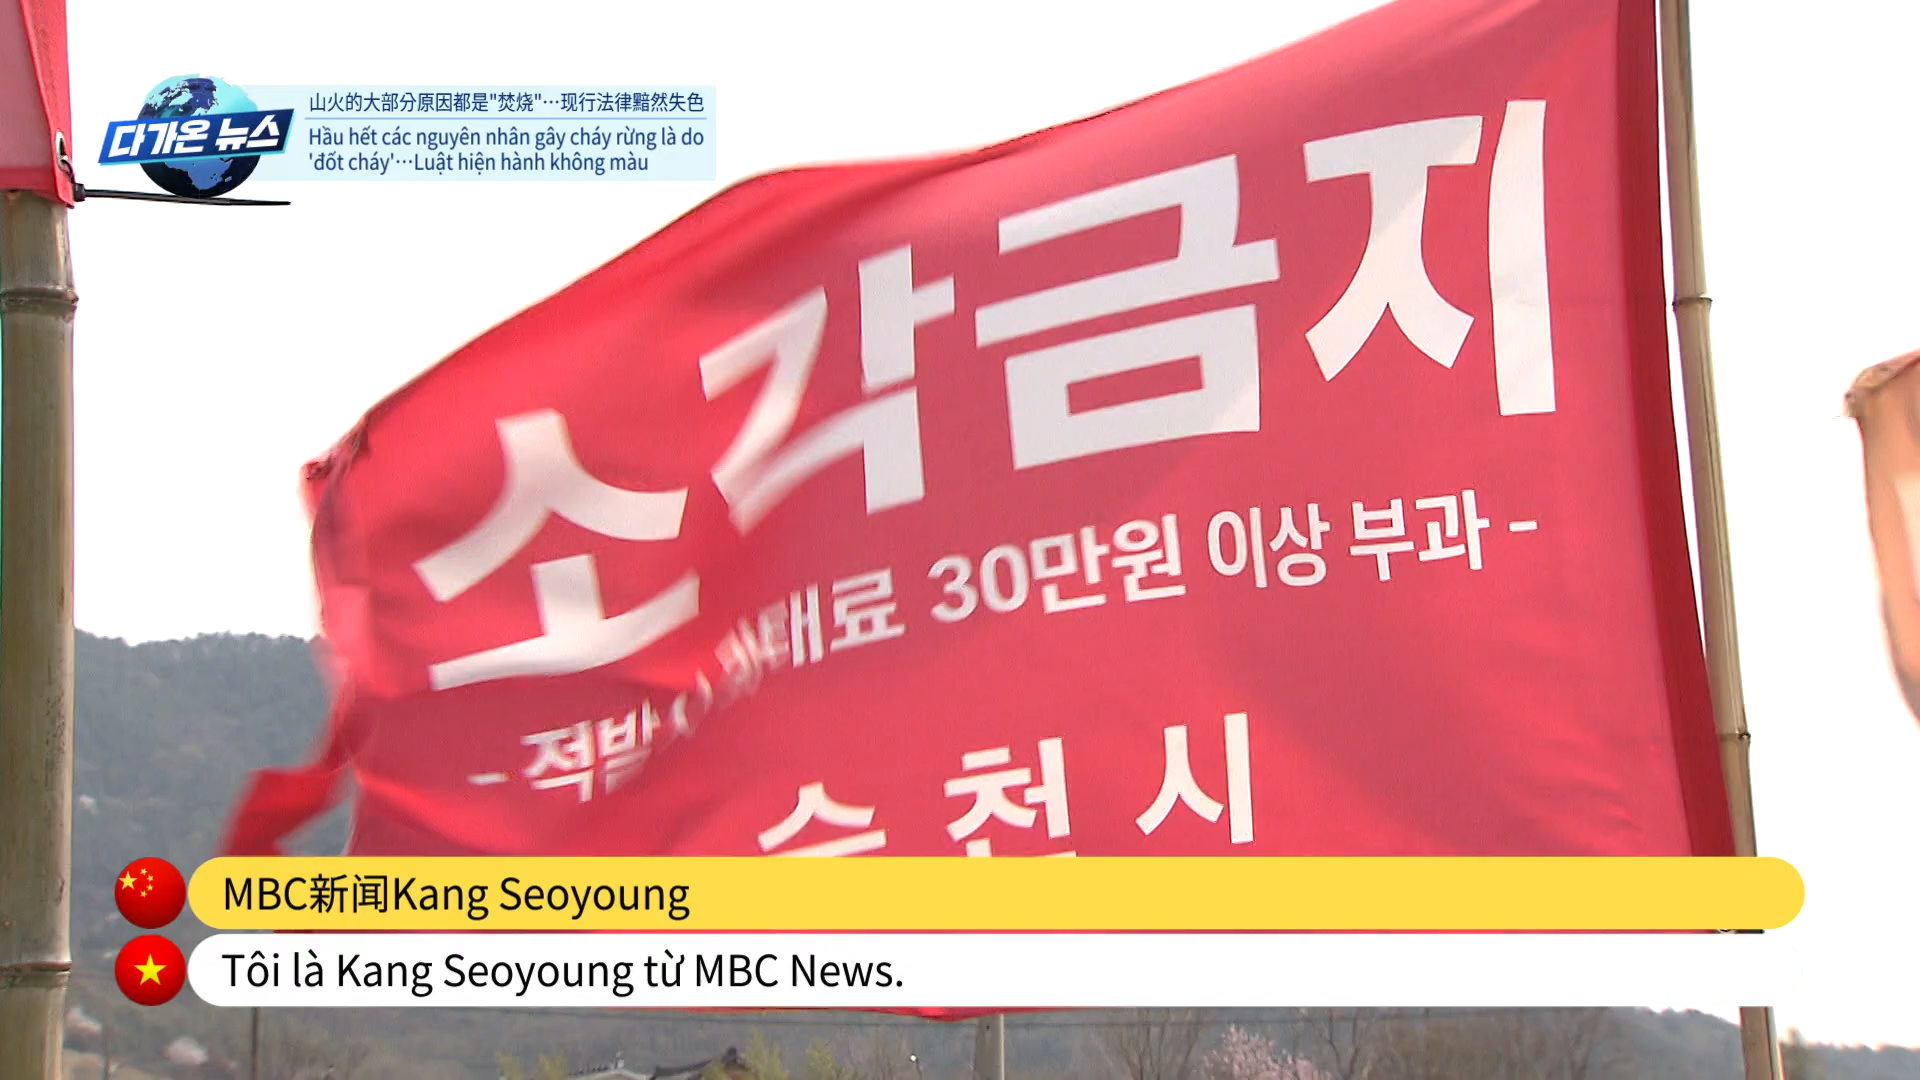 다가온 뉴스
山火的大部分原因都是"焚烧"…现行法律黯然失色
Hầu hết các nguyên nhân gây cháy rừng là do
'đốt cháy'…Luật hiện hành không màu
소각금지
- 적발 과태료 30만원 이상 부과 -
순천시
MBC新闻Kang Seoyoung
Tôi là Kang Seoyoung từ MBC News.